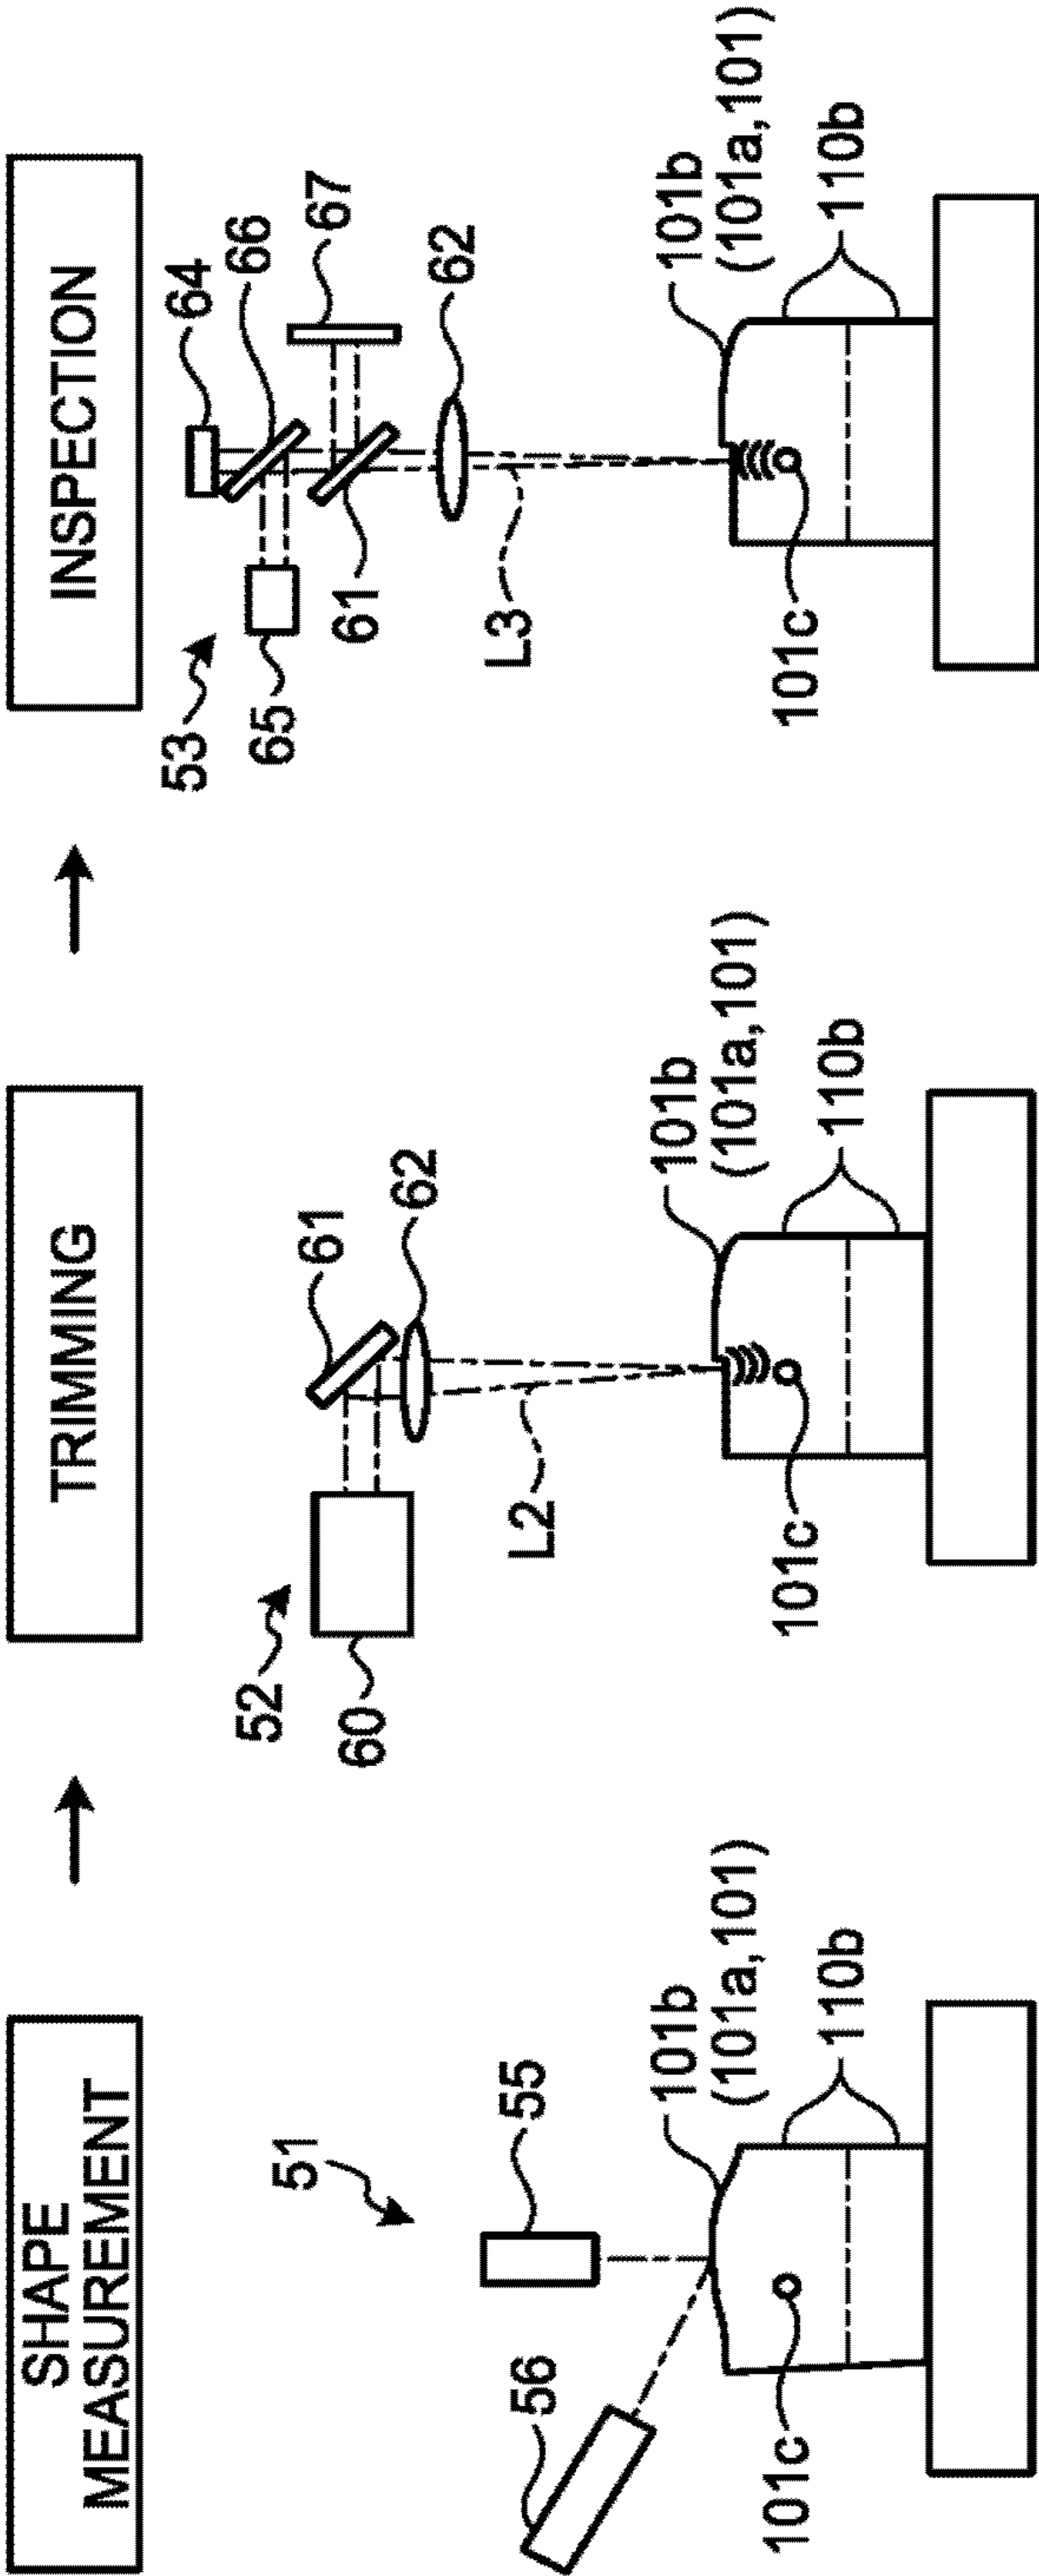 SHAPE
MEASUREMENT
51
55
56
101b
(101a,101)
110b
101c
TRIMMING
52
60
61
62
L2
101b
(101a,101)
110b
101c
INSPECTION
53
64
65
66
67
61
62
L3
101b
(101a,101)
110b
101c